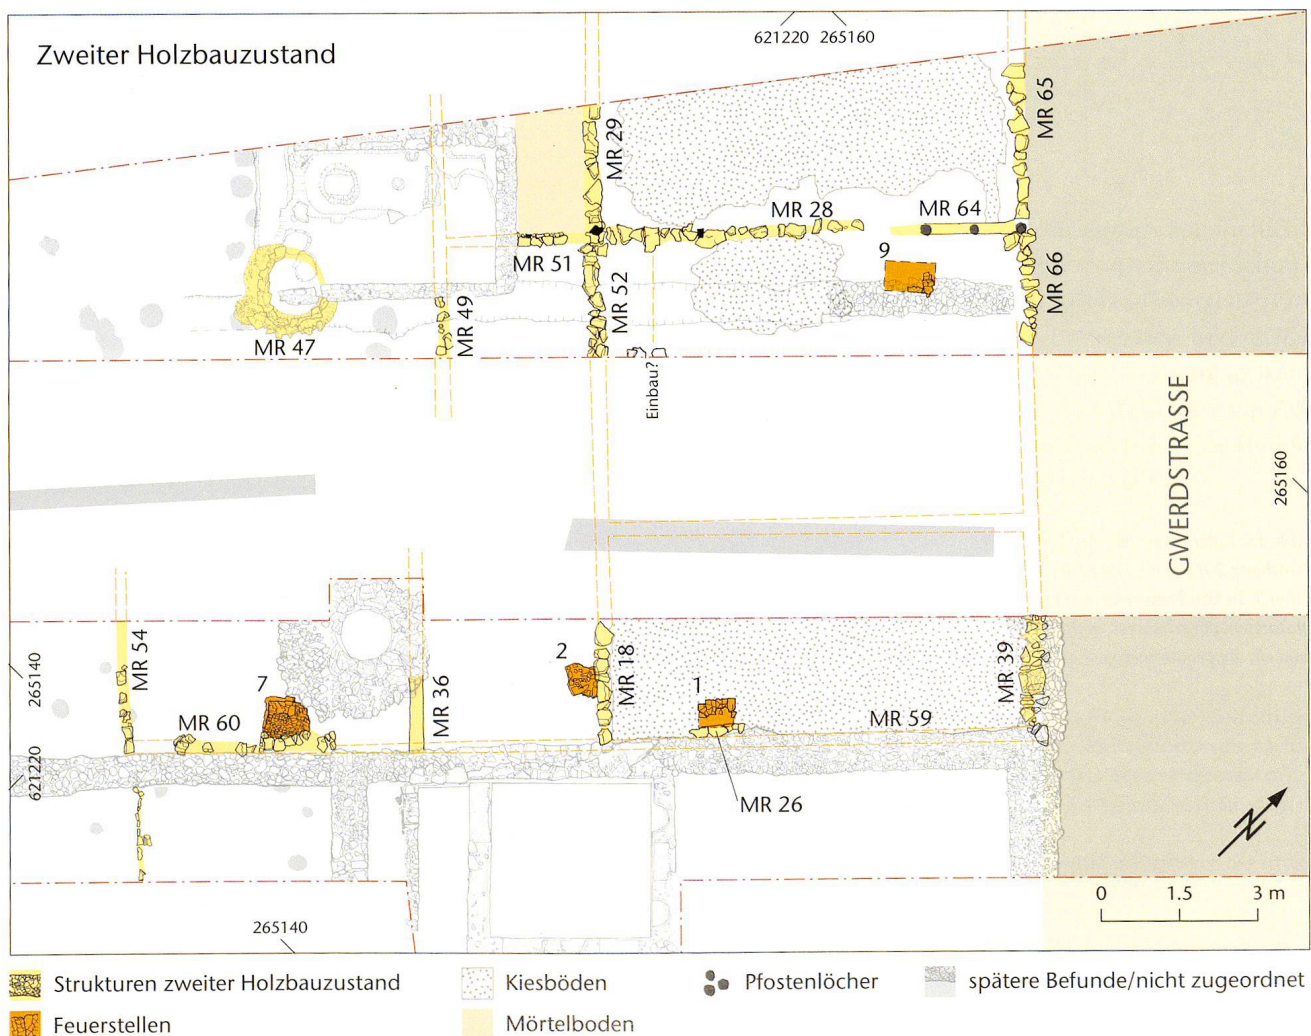 Zweiter Holzbauzustand
621220 265160
MR 29
MR 65
MR 28
MR 64
MR 51
MR 52
9
MR 66
MR 49
MR 47
Einbau?
GWERDSTRASSE
265160
265140
621220
MR 54
7
MR 60
MR 36
2
MR 18
1
MR 59
MR 39
MR 26
N
265140
0 1.5 3 m
Strukturen zweiter Holzbauzustand
Kiesböden
Pfostenlöcher
spätere Befunde/nicht zugeordnet
Feuerstellen
Mörtelboden